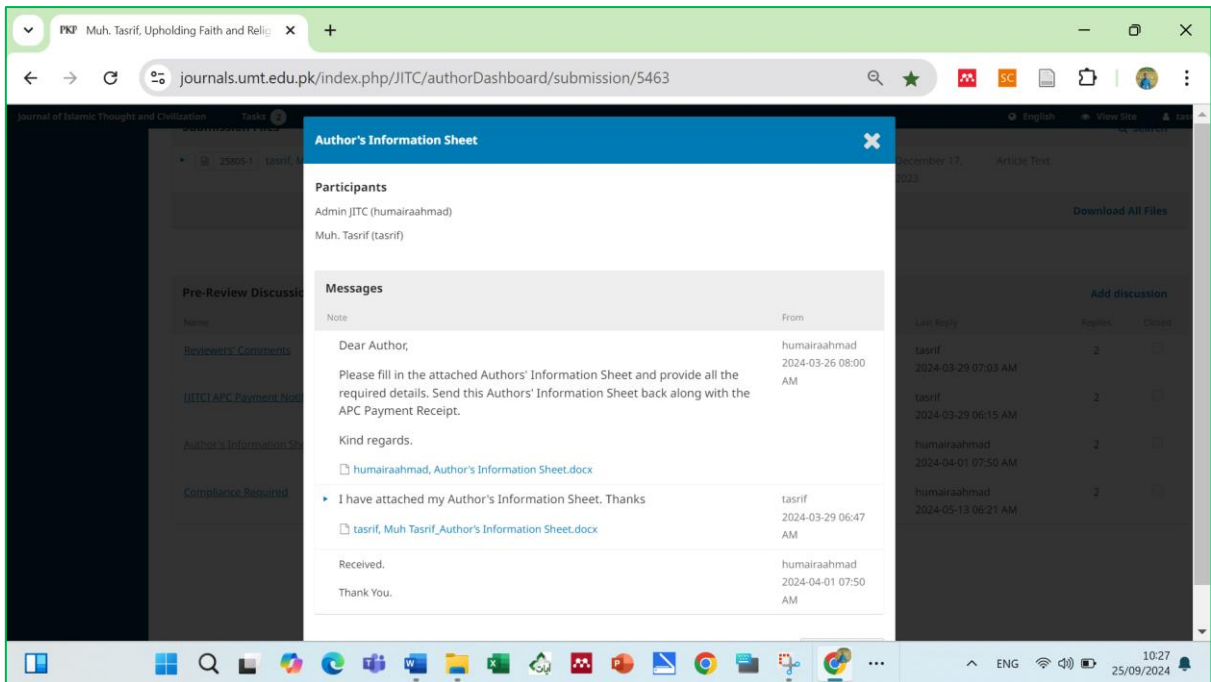 PKP Muh. Tasrif, Upholding Faith and Relig
journals.umt.edu.pk/index.php/JITC/authorDashboard/submission/5463
SC
Journal of Islamic Thought and Civilization Tasks 2 English View Site
Submission Files Search
Author's Information Sheet
25805-1 tasrif, December 17, 2023 Article Text
Participants
Admin JITC (humairaahmad)
Muh. Tasrif (tasrif)
Download All Files
Messages
Note From
Dear Author,
Please fill in the attached Authors' Information Sheet and provide all the
required details. Send this Authors' Information Sheet back along with the
APC Payment Receipt.
Kind regards.
humairaahmad, Author's Information Sheet.docx
humairaahmad
2024-03-26 08:00
AM
I have attached my Author's Information Sheet. Thanks
tasrif, Muh Tasrif_Author's Information Sheet.docx
tasrif
2024-03-29 06:47
AM
Received.
Thank You.
humairaahmad
2024-04-01 07:50
AM
Pre-Review Discussio Add discussion
Name Last Reply Replies Closed
Reviewers' Comments tasrif 2
2024-03-29 07:03 AM
[JITC] APC Payment Noti tasrif 2
2024-03-29 06:15 AM
Author's Information Sh humairaahmad 2
2024-04-01 07:50 AM
Compliance Required humairaahmad 2
2024-05-13 06:21 AM
ENG
10:27
25/09/2024